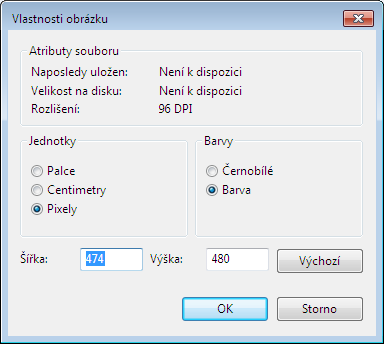 Vlastnosti obrázku
Atributy souboru
Naposledy uložen: Není k dispozici
Velikost na disku: Není k dispozici
Rozlišení: 96 DPI
Jednotky
Palce
Centimetry
Pixely
Barvy
Černobílé
Barva
Šířka: 474 Výška: 480 Výchozí
OK Storno